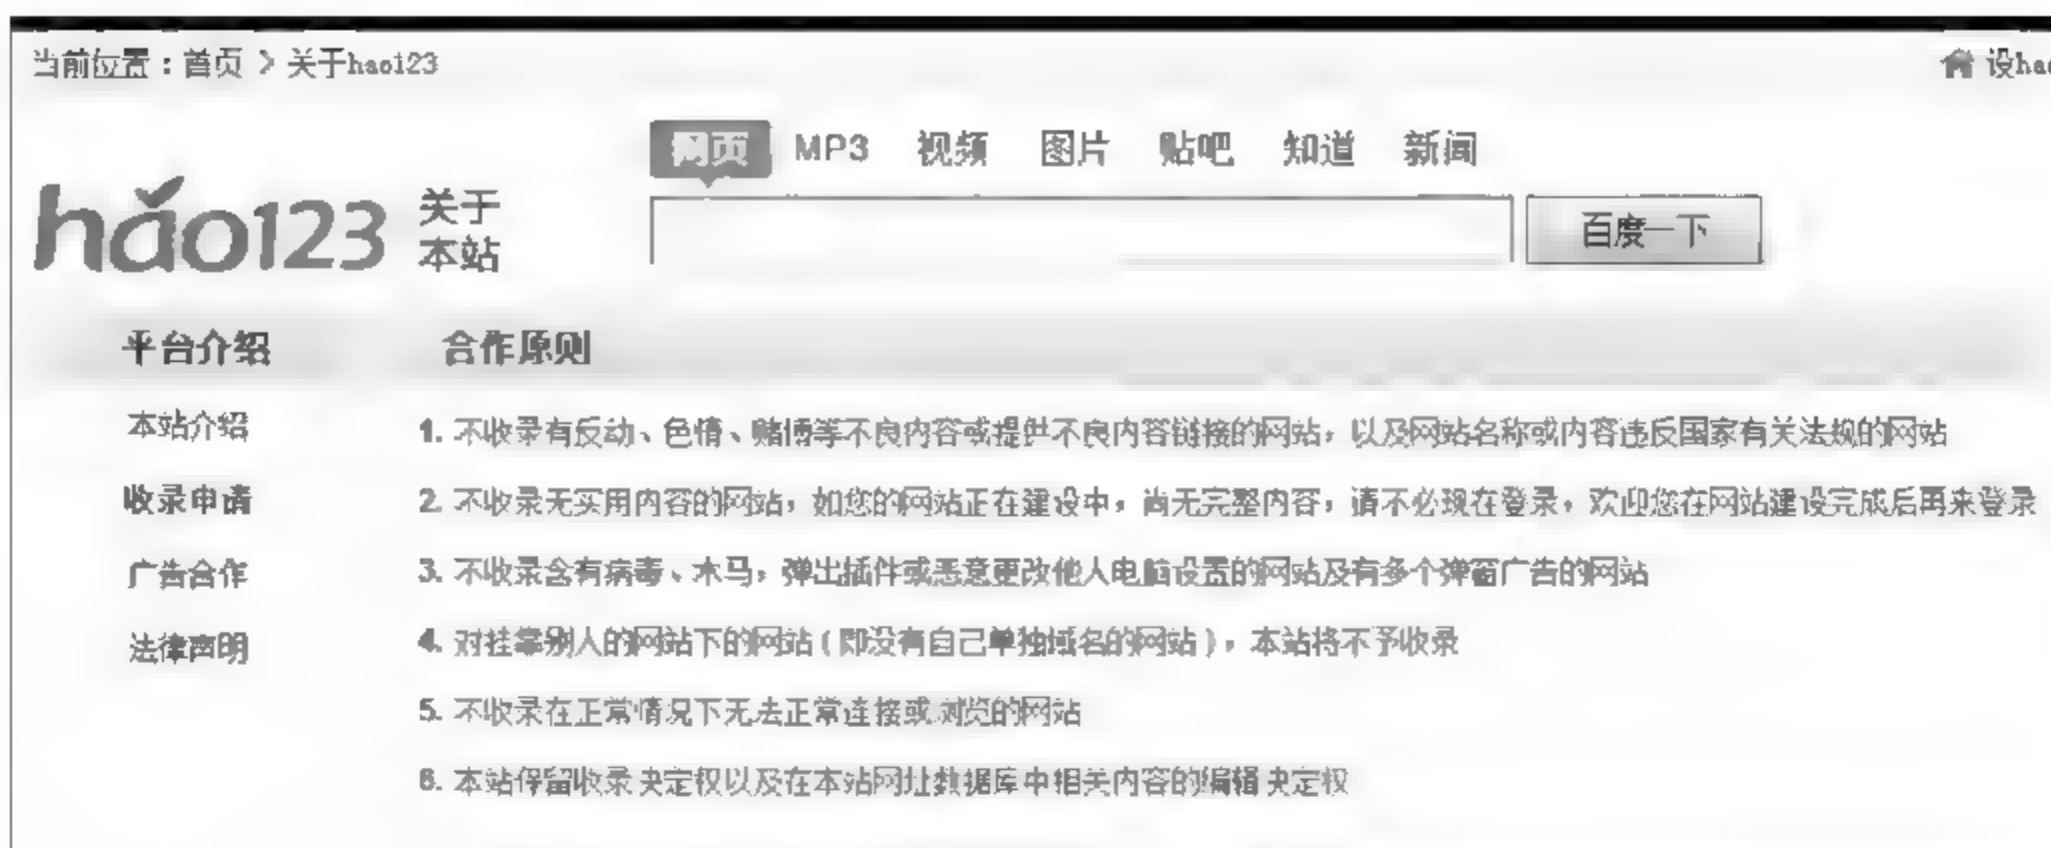 当前位置：首页 > 关于hao123
设hao
网页 MP3 视频 图片 贴吧 知道 新闻
hao123 关于
本站
百度一下
平台介绍
本站介绍
收录申请
广告合作
法律声明
合作原则
1. 不收录有反动、色情、赌博等不良内容或提供不良内容链接的网站，以及网站名称或内容违反国家有关法规的网站
2. 不收录无实用内容的网站，如您的网站正在建设中，尚无完整内容，请不必现在登录，欢迎您在网站建设完成后再来登录
3. 不收录含有病毒、木马，弹出插件或恶意更改他人电脑设置的网站及有多个弹窗广告的网站
4. 对挂靠别人的网站下的网站(即没有自己单独域名的网站)，本站将不予收录
5. 不收录在正常情况下无法正常连接或浏览的网站
6. 本站保留收录决定权以及在本站网址数据库中相关内容的编辑决定权